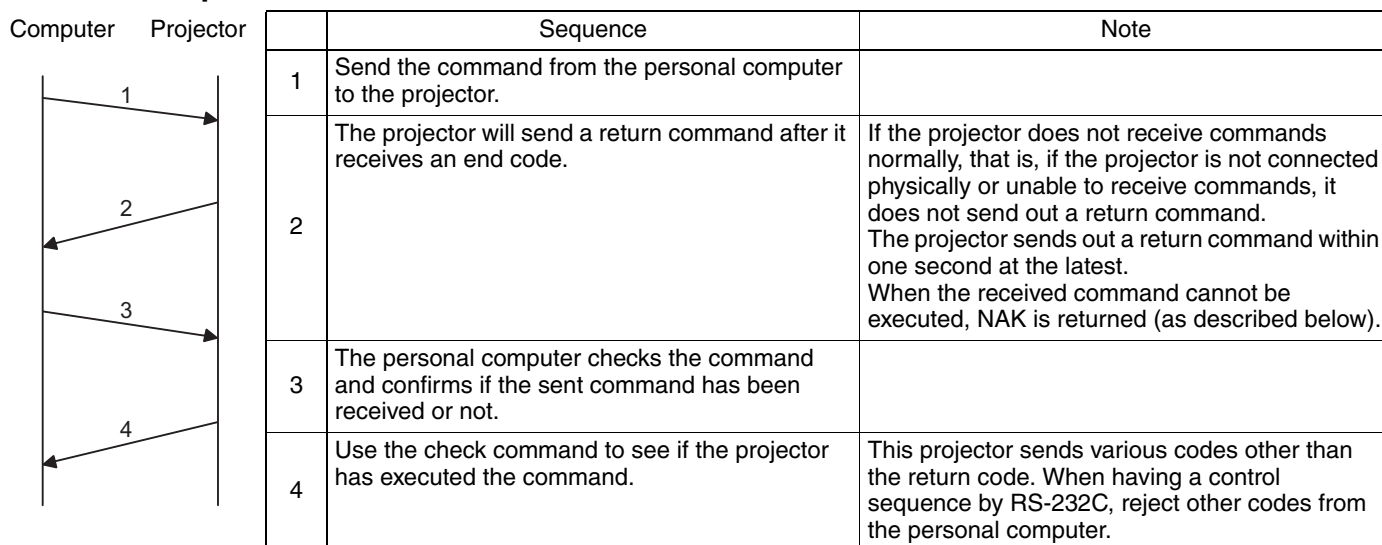 Computer Projector
1
2
3
4
Sequence Note
1
Send the command from the personal computer
to the projector.
2
The projector will send a return command after it
receives an end code.
If the projector does not receive commands
normally, that is, if the projector is not connected
physically or unable to receive commands, it
does not send out a return command.
The projector sends out a return command within
one second at the latest.
When the received command cannot be
executed, NAK is returned (as described below).
3
The personal computer checks the command
and confirms if the sent command has been
received or not.
4
Use the check command to see if the projector
has executed the command.
This projector sends various codes other than
the return code. When having a control
sequence by RS-232C, reject other codes from
the personal computer.